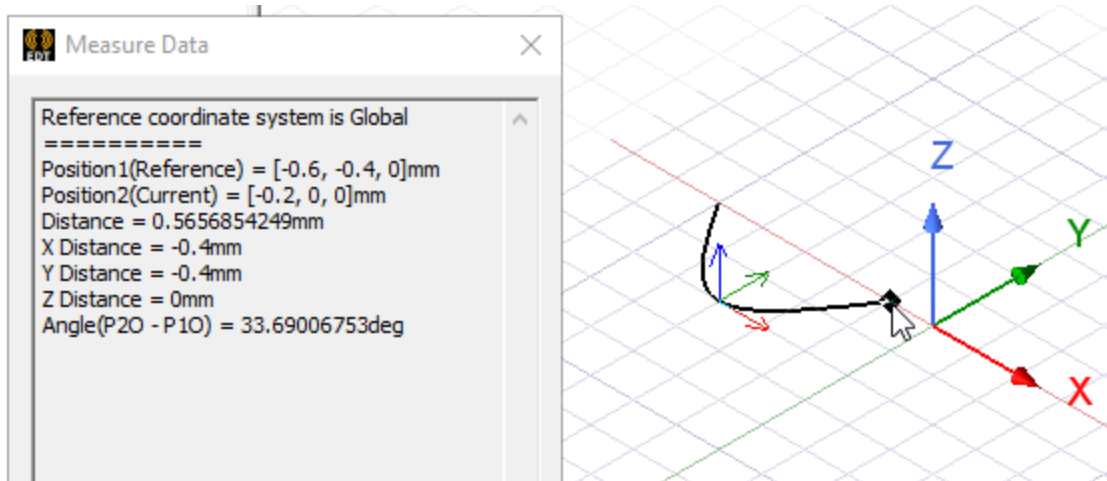 EDT
Measure Data
Reference coordinate system is Global
==========
Position1(Reference) = [-0.6, -0.4, 0]mm
Position2(Current) = [-0.2, 0, 0]mm
Distance = 0.5656854249mm
X Distance = -0.4mm
Y Distance = -0.4mm
Z Distance = 0mm
Angle(P2O - P1O) = 33.69006753deg
Z
Y
X